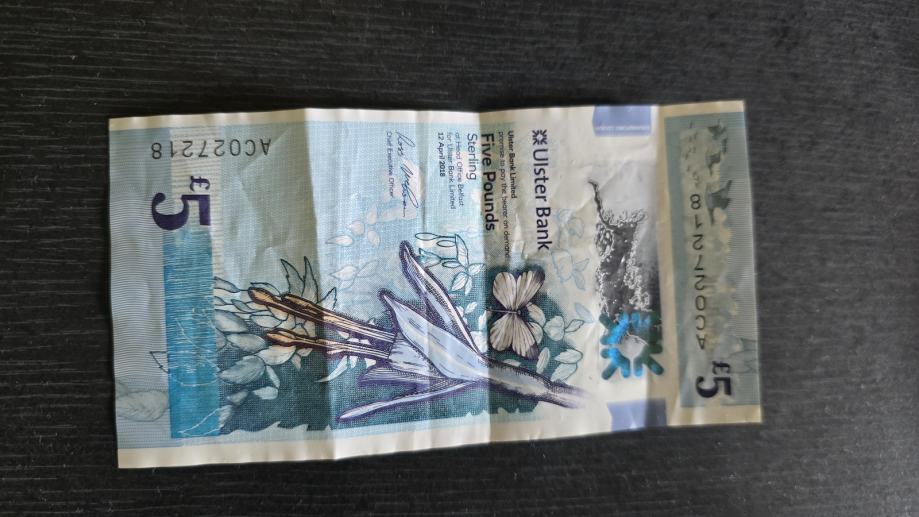 Ulster Bank
Ulster Bank Limited
promise to pay the bearer on demand
Five Pounds
Sterling
at Head Office Belfast
for Ulster Bank Limited
12 April 2018
Chief Executive Officer
£5
AC027218
£5
AC027218